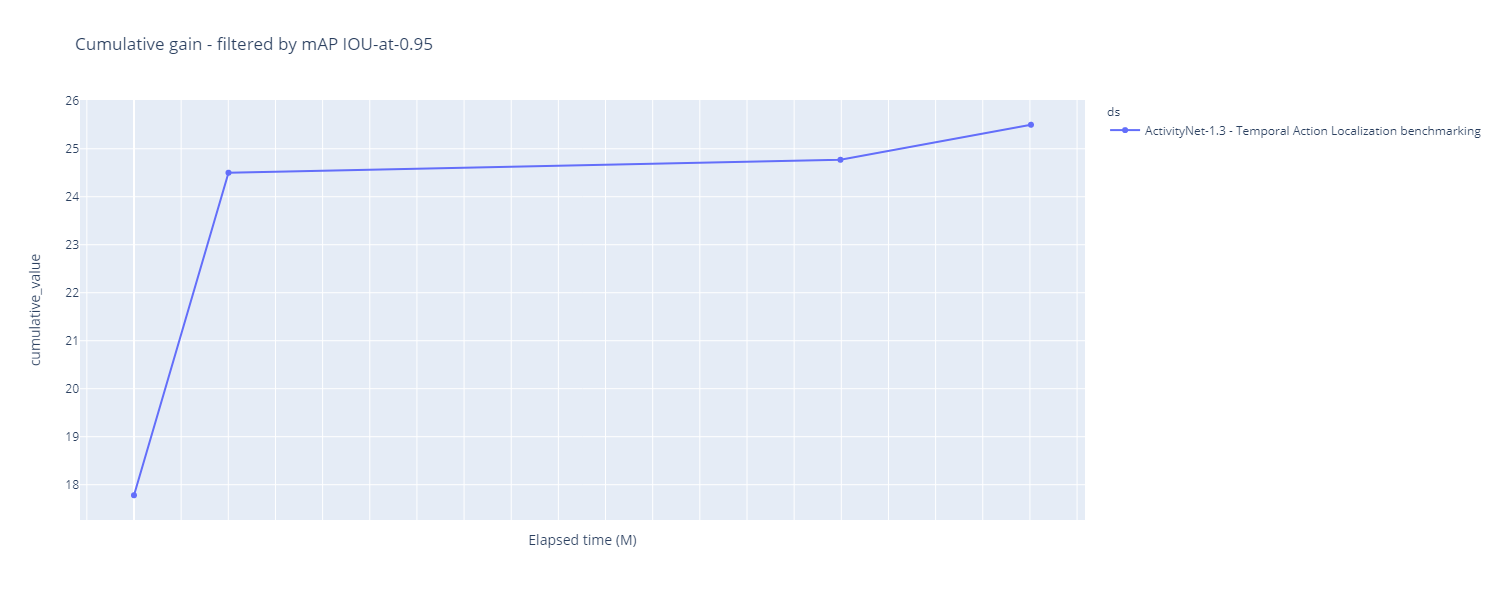 Cumulative gain - filtered by mAP IOU-at-0.95
26
25
24
23
22
21
20
19
18
cumulative_value
Elapsed time (M)
ds
ActivityNet-1.3 - Temporal Action Localization benchmarking